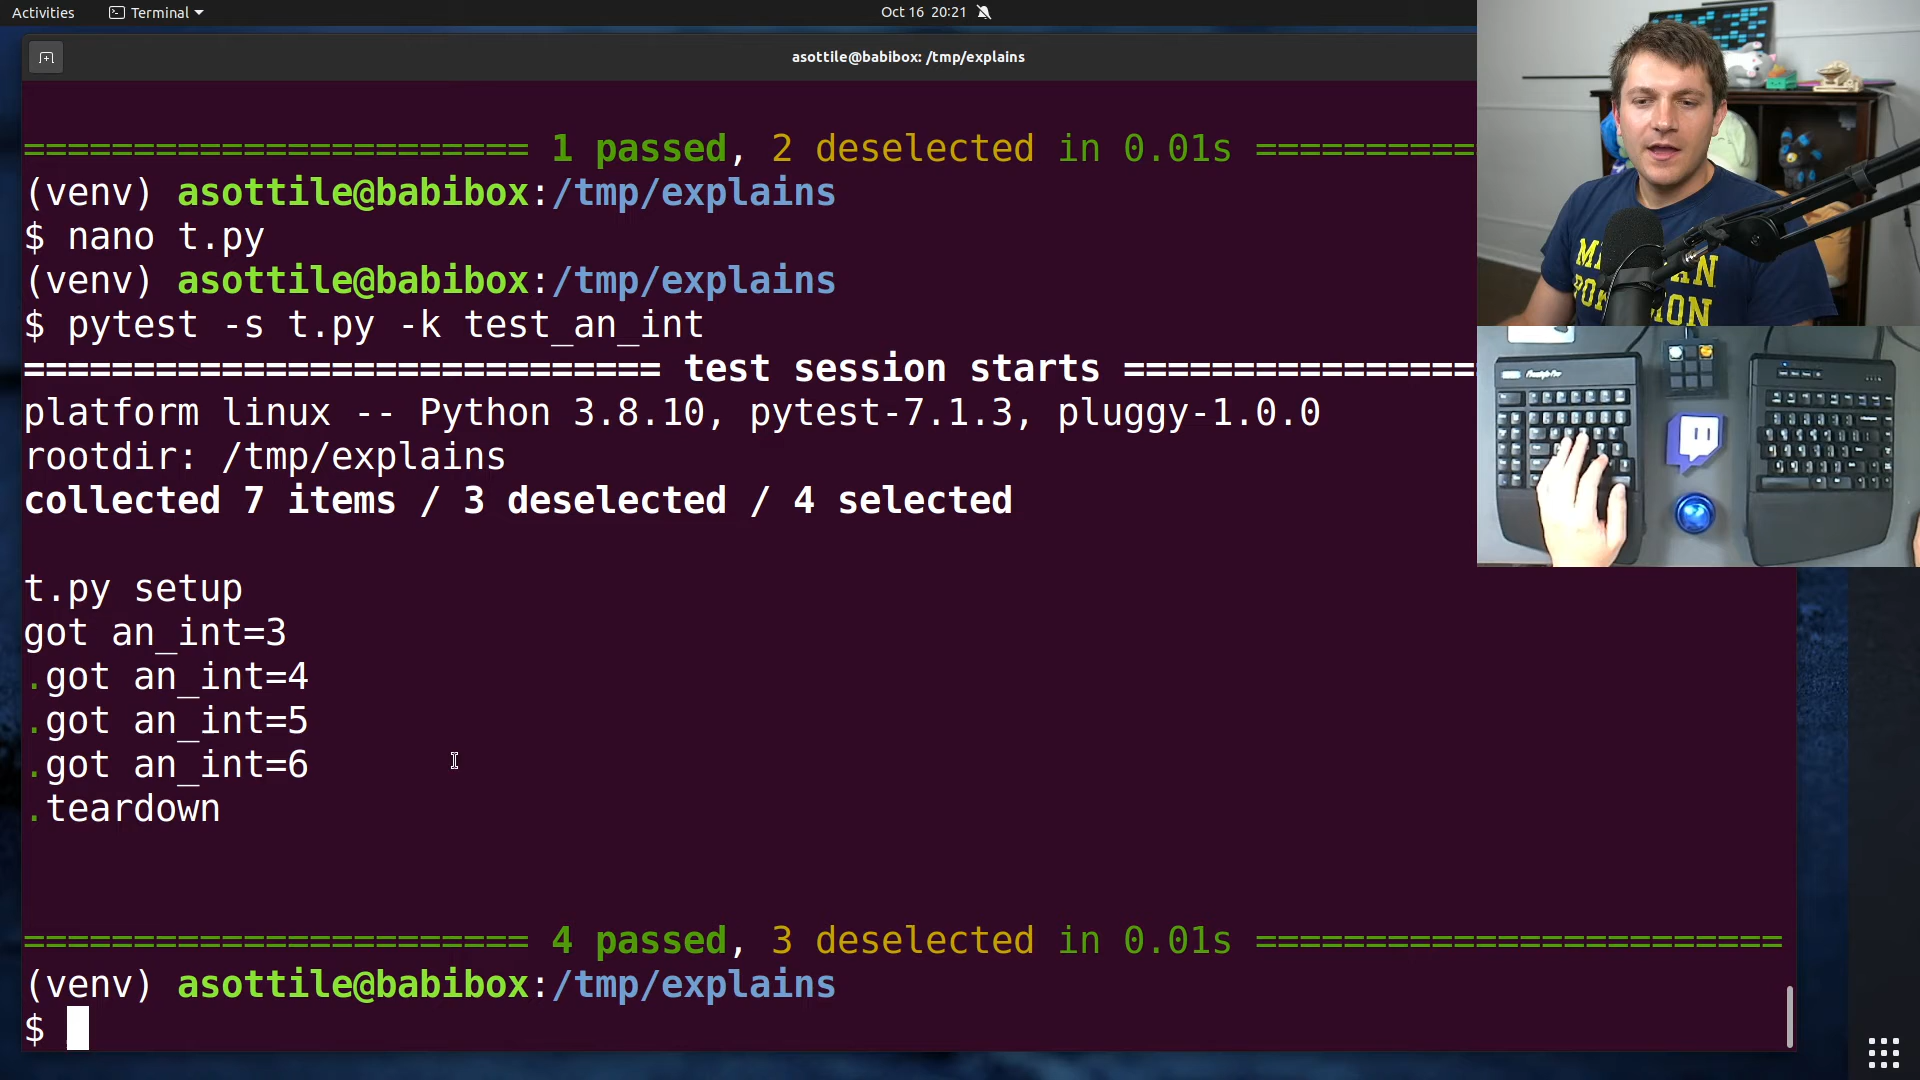 Activities
Terminal
Oct 16 20:21
asottile@babibox: /tmp/explains
======================= 1 passed, 2 deselected in 0.01s ==========
(venv) asottile@babibox:/tmp/explains
$ nano t.py
(venv) asottile@babibox:/tmp/explains
$ pytest -s t.py -k test_an_int
============================= test session starts ================
platform linux -- Python 3.8.10, pytest-7.1.3, pluggy-1.0.0
rootdir: /tmp/explains
collected 7 items / 3 deselected / 4 selected
t.py setup
got an_int=3
.got an_int=4
.got an_int=5
.got an_int=6
.teardown
======================= 4 passed, 3 deselected in 0.01s ========================
(venv) asottile@babibox:/tmp/explains
$